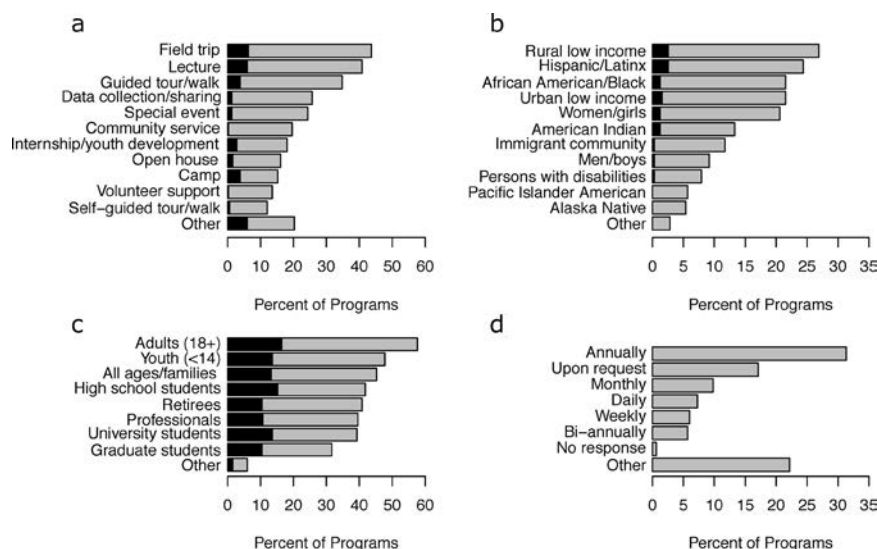 a
Field trip
Lecture
Guided tour/walk
Data collection/sharing
Special event
Community service
Internship/youth development
Open house
Camp
Volunteer support
Self-guided tour/walk
Other
0 10 20 30 40 50 60
Percent of Programs
b
Rural low income
Hispanic/Latinx
African American/Black
Urban low income
Women/girls
American Indian
Immigrant community
Men/boys
Persons with disabilities
Pacific Islander American
Alaska Native
Other
0 5 10 15 20 25 30 35
Percent of Programs
c
Adults (18+)
Youth (<14)
All ages/families
High school students
Retirees
Professionals
University students
Graduate students
Other
0 10 20 30 40 50 60
Percent of Programs
d
Annually
Upon request
Monthly
Daily
Weekly
Bi−annually
No response
Other
0 5 10 15 20 25 30 35
Percent of Programs